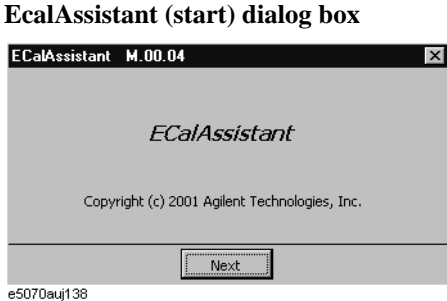 EcalAssistant (start) dialog box
ECalAssistant M.00.04
ECalAssistant
Copyright (c) 2001 Agilent Technologies, Inc.
Next
e5070auj138